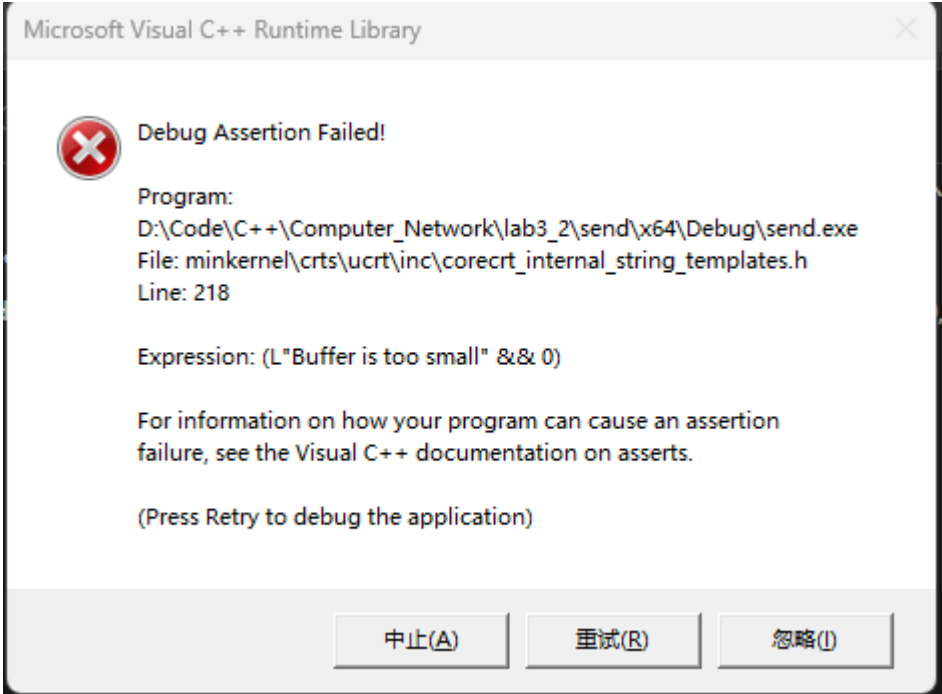 Microsoft Visual C++ Runtime Library
Debug Assertion Failed!
Program:
D:\Code\C++\Computer_Network\lab3_2\send\x64\Debug\send.exe
File: minkernel\crts\ucrt\inc\corecrt_internal_string_templates.h
Line: 218
Expression: (L"Buffer is too small" && 0)
For information on how your program can cause an assertion
failure, see the Visual C++ documentation on asserts.
(Press Retry to debug the application)
中止(A) 重试(R) 忽略(I)